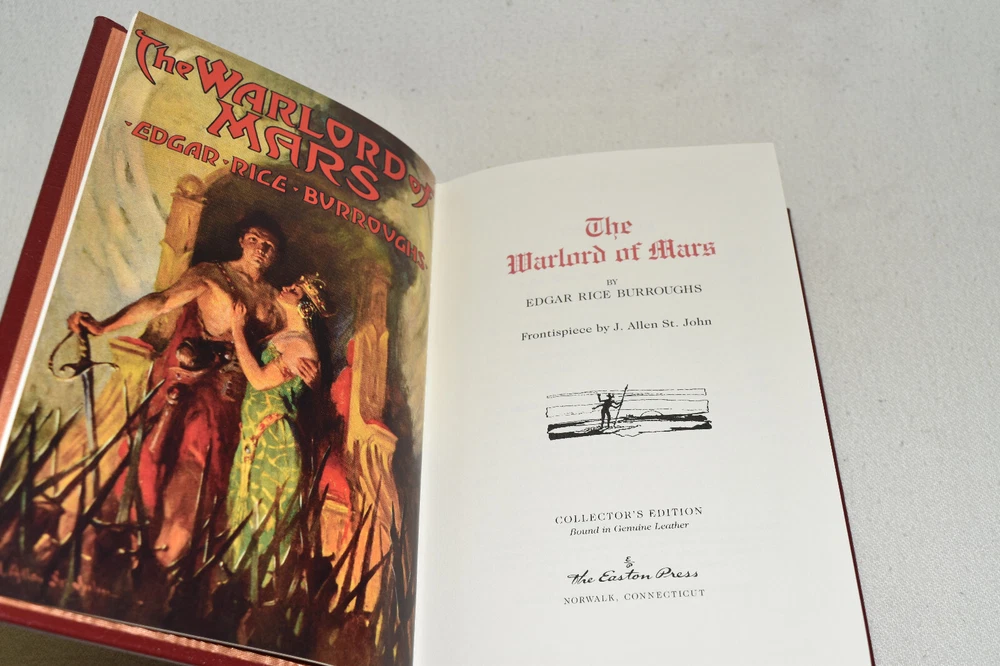 The WARLORD of
MARS
·EDGAR·RICE·BURROUGHS·
The
Warlord of Mars
BY
EDGAR RICE BURROUGHS
Frontispiece by J. Allen St. John
COLLECTOR'S EDITION
Bound in Genuine Leather
The Easton Press
NORWALK, CONNECTICUT